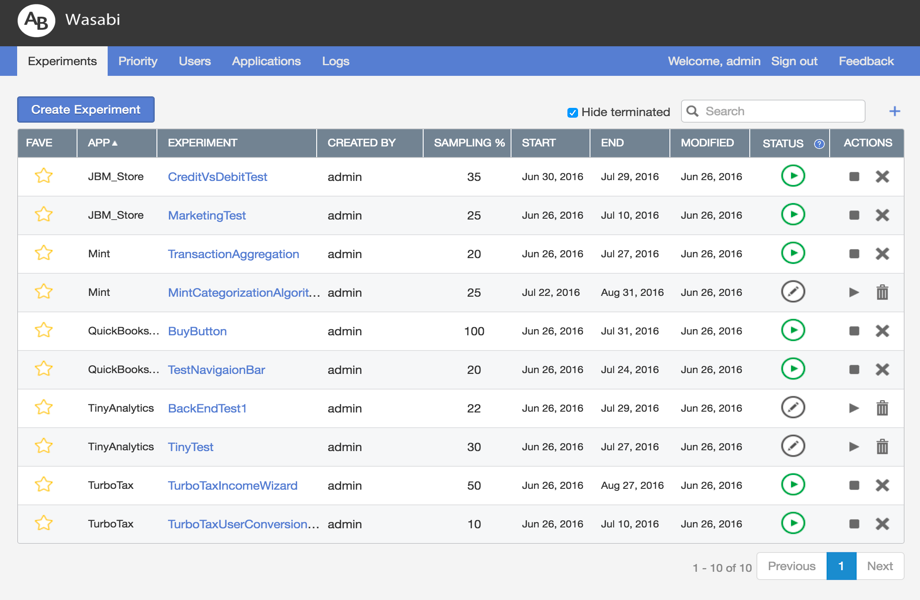 AB Wasabi
Experiments Priority Users Applications Logs Welcome, admin Sign out Feedback
Create Experiment Hide terminated Search +
FAVE APP EXPERIMENT CREATED BY SAMPLING % START END MODIFIED STATUS ? ACTIONS
JBM_Store CreditVsDebitTest admin 35 Jun 30, 2016 Jul 29, 2016 Jun 26, 2016
JBM_Store MarketingTest admin 25 Jun 26, 2016 Jul 10, 2016 Jun 26, 2016
Mint TransactionAggregation admin 20 Jun 26, 2016 Jul 27, 2016 Jun 26, 2016
Mint MintCategorizationAlgorit... admin 25 Jul 22, 2016 Aug 31, 2016 Jun 26, 2016
QuickBooks... BuyButton admin 100 Jun 26, 2016 Jul 31, 2016 Jun 26, 2016
QuickBooks... TestNavigaionBar admin 20 Jun 26, 2016 Jul 24, 2016 Jun 26, 2016
TinyAnalytics BackEndTest1 admin 22 Jun 26, 2016 Jul 29, 2016 Jun 26, 2016
TinyAnalytics TinyTest admin 30 Jun 26, 2016 Jul 27, 2016 Jun 26, 2016
TurboTax TurboTaxIncomeWizard admin 50 Jun 26, 2016 Aug 27, 2016 Jun 26, 2016
TurboTax TurboTaxUserConversion... admin 10 Jun 26, 2016 Jul 10, 2016 Jun 26, 2016
1 - 10 of 10 Previous 1 Next